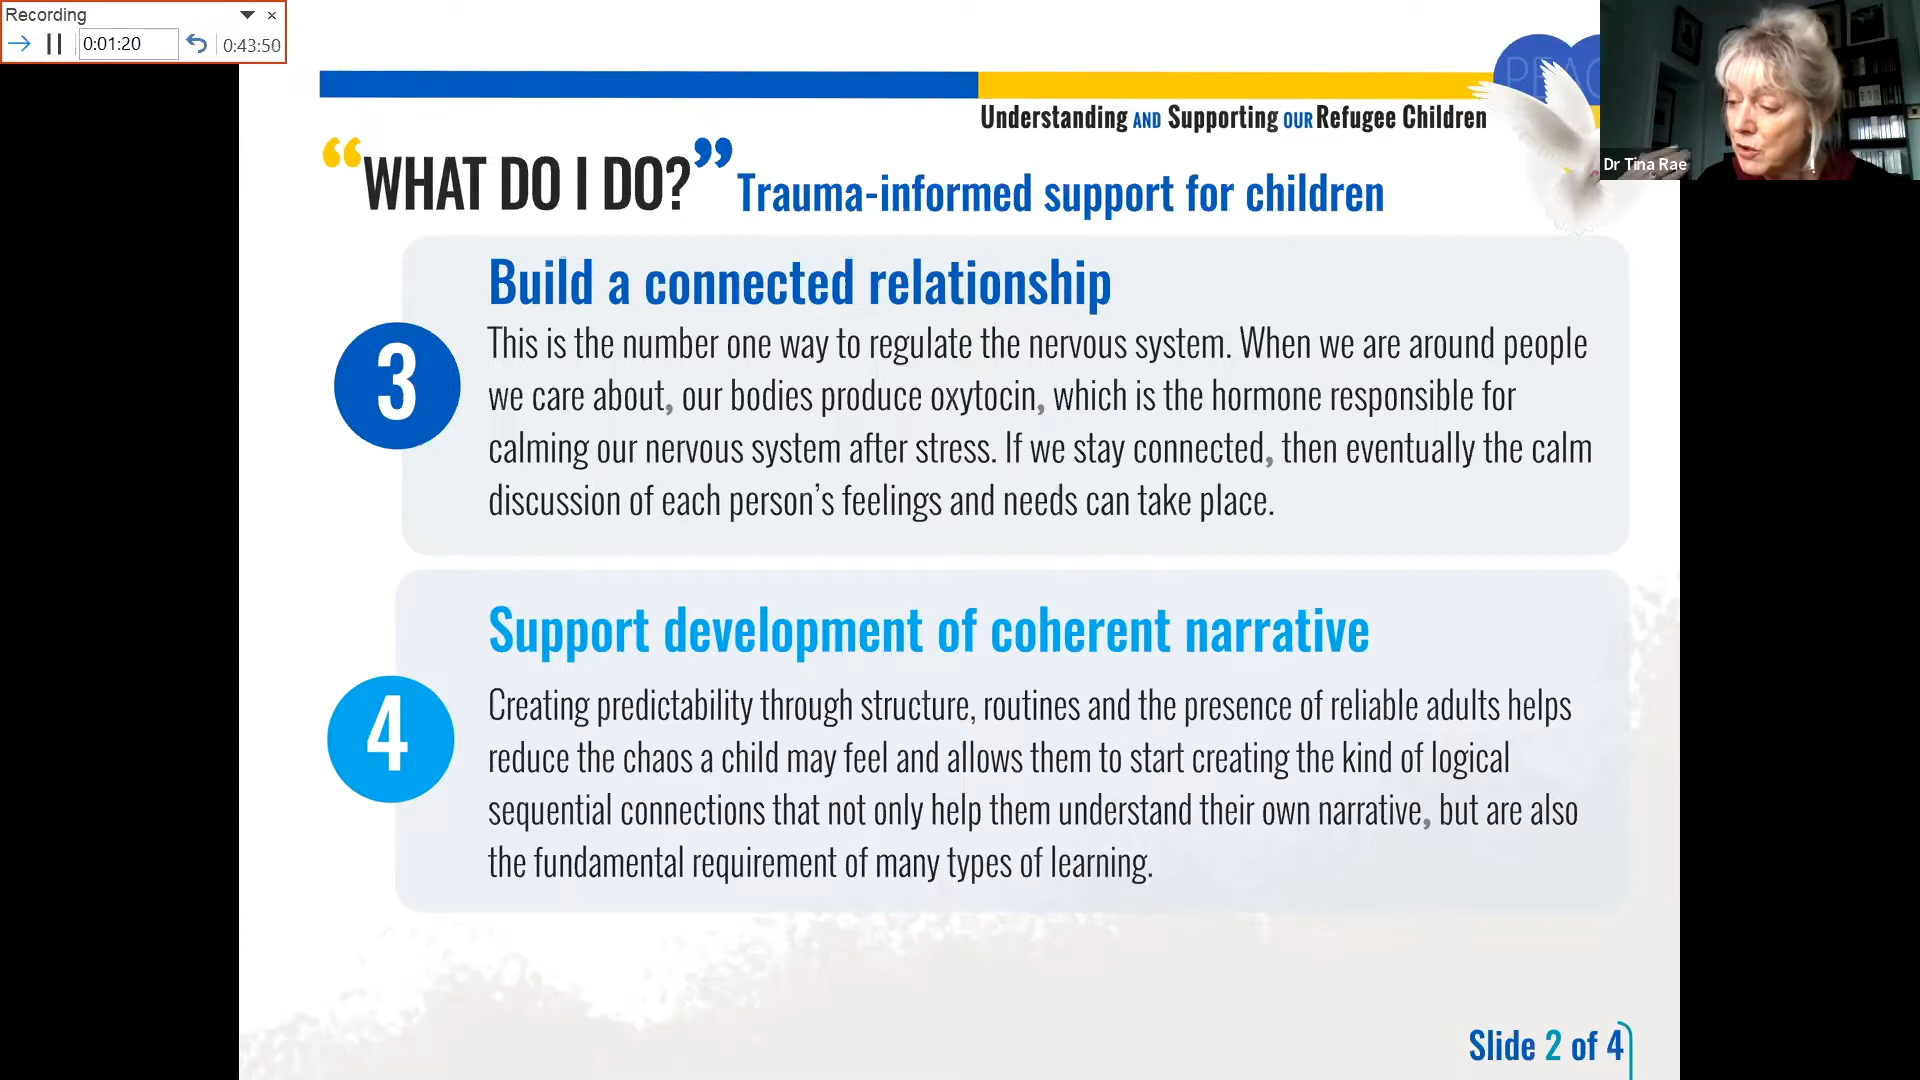 Recording
0:01:20
0:43:50
Understanding AND Supporting OUR Refugee Children
Dr Tina Rae
“WHAT DO I DO?” Trauma-informed support for children
3
Build a connected relationship
This is the number one way to regulate the nervous system. When we are around people
we care about, our bodies produce oxytocin, which is the hormone responsible for
calming our nervous system after stress. If we stay connected, then eventually the calm
discussion of each person’s feelings and needs can take place.
4
Support development of coherent narrative
Creating predictability through structure, routines and the presence of reliable adults helps
reduce the chaos a child may feel and allows them to start creating the kind of logical
sequential connections that not only help them understand their own narrative, but are also
the fundamental requirement of many types of learning.
Slide 2 of 4